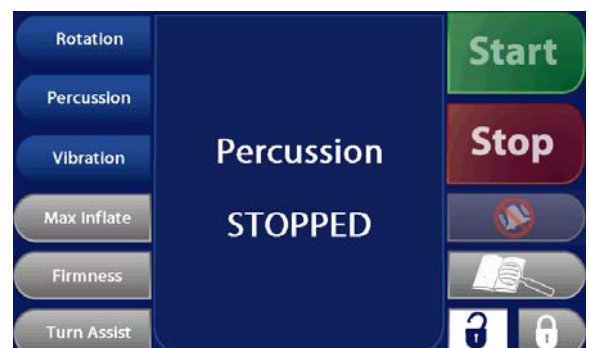 Rotation
Percussion
Vibration
Max Inflate
Firmness
Turn Assist
Percussion
STOPPED
Start
Stop